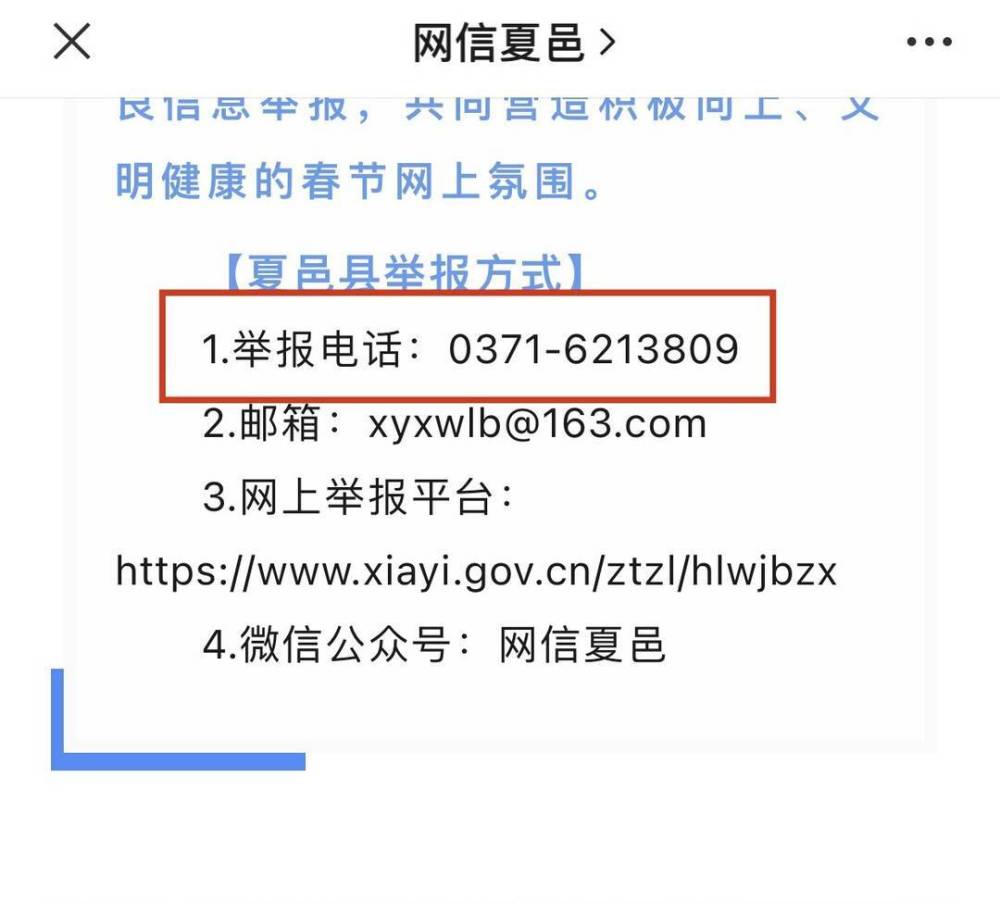 网信夏邑
良信息举报，共同营造积极向上、文
明健康的春节网上氛围。
【夏邑县举报方式】
1.举报电话：0371-6213809
2.邮箱：xyxwlb@163.com
3.网上举报平台：
https://www.xiayi.gov.cn/ztzl/hlwjbzx
4.微信公众号：网信夏邑